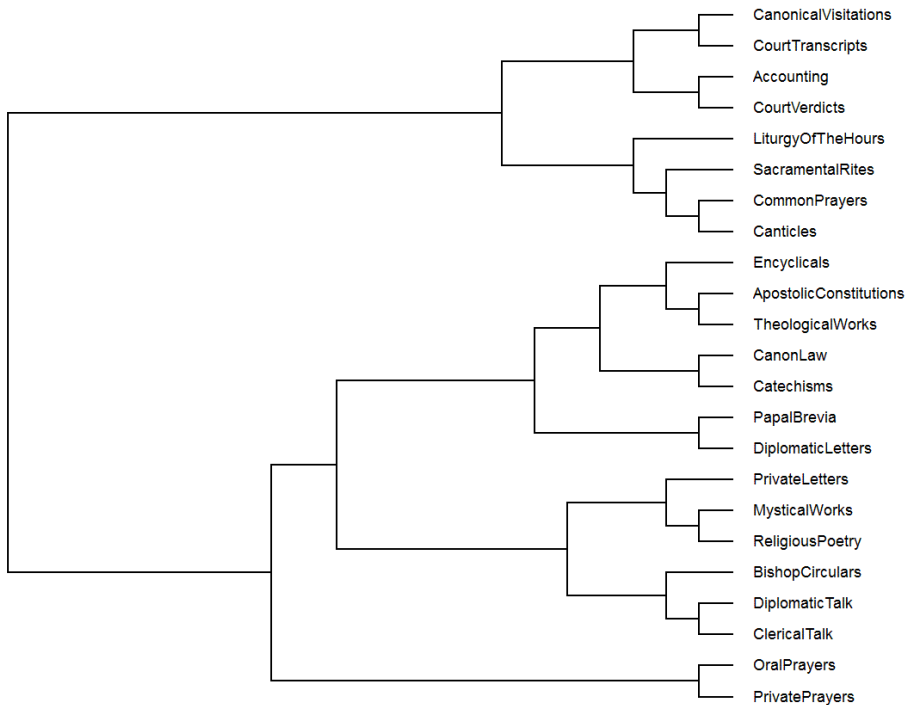 CanonicalVisitations
CourtTranscripts
Accounting
CourtVerdicts
LiturgyOfTheHours
SacramentalRites
CommonPrayers
Canticles
Encyclicals
ApostolicConstitutions
TheologicalWorks
CanonLaw
Catechisms
PapalBrevia
DiplomaticLetters
PrivateLetters
MysticalWorks
ReligiousPoetry
BishopCirculars
DiplomaticTalk
ClericalTalk
OralPrayers
PrivatePrayers